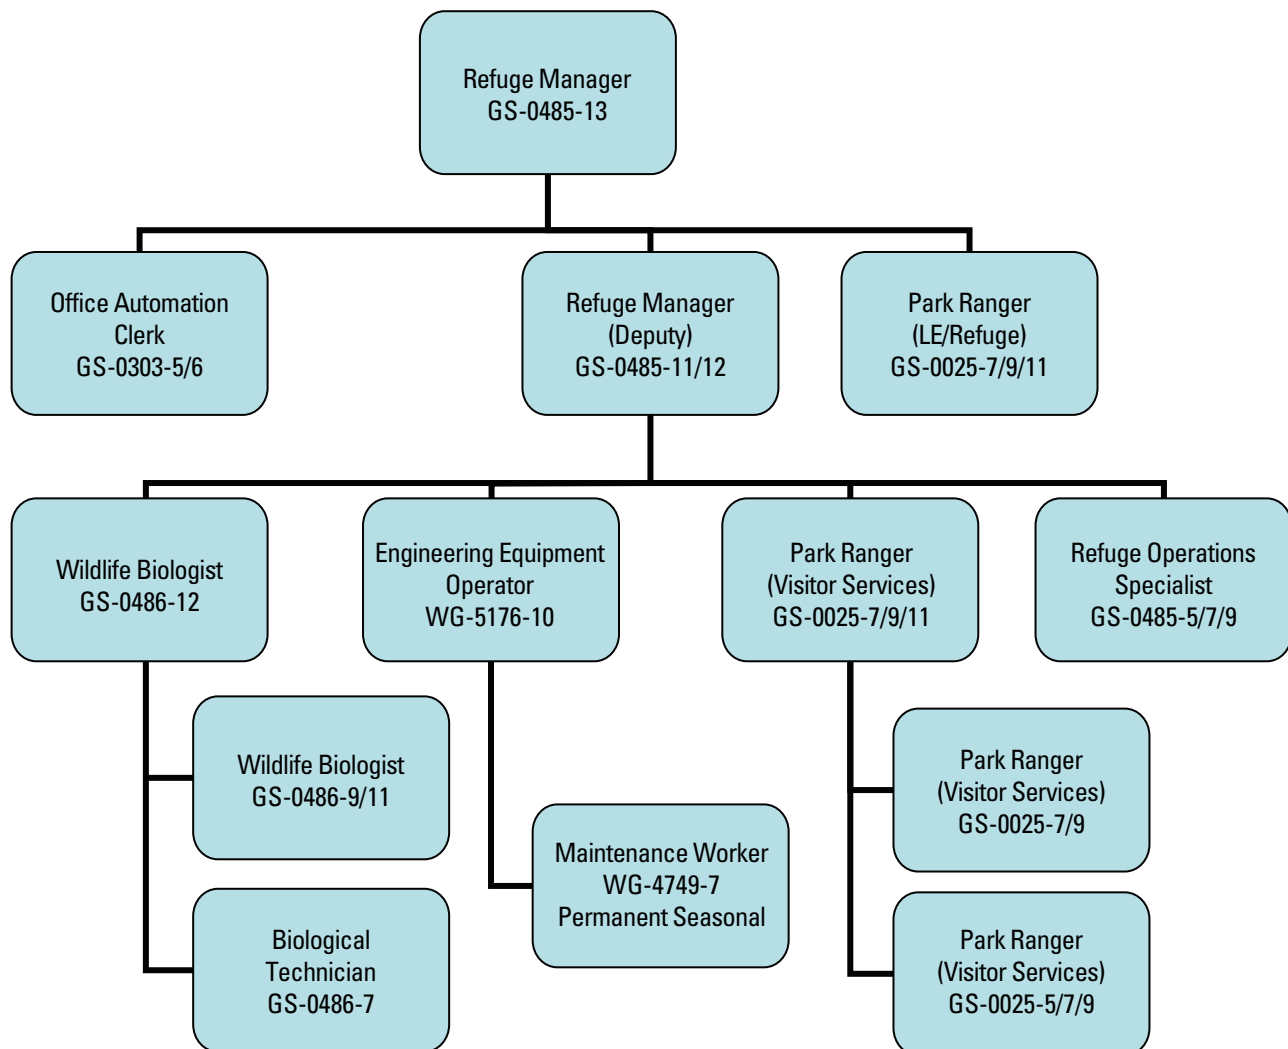 Refuge Manager
GS-0485-13
Office Automation
Clerk
GS-0303-5/6
Refuge Manager
(Deputy)
GS-0485-11/12
Park Ranger
(LE/Refuge)
GS-0025-7/9/11
Wildlife Biologist
GS-0486-12
Engineering Equipment
Operator
WG-5176-10
Park Ranger
(Visitor Services)
GS-0025-7/9/11
Refuge Operations
Specialist
GS-0485-5/7/9
Wildlife Biologist
GS-0486-9/11
Maintenance Worker
WG-4749-7
Permanent Seasonal
Park Ranger
(Visitor Services)
GS-0025-7/9
Biological
Technician
GS-0486-7
Park Ranger
(Visitor Services)
GS-0025-5/7/9